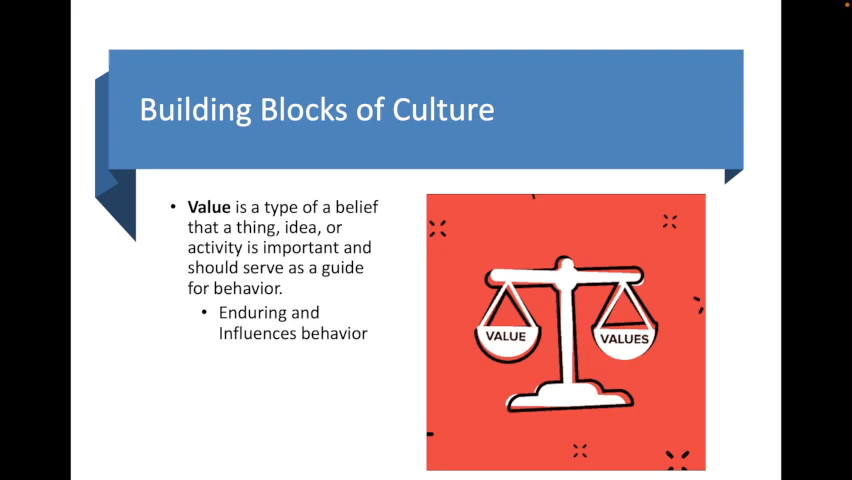 Building Blocks of Culture
• Value is a type of a belief
that a thing, idea, or
activity is important and
should serve as a guide
for behavior.
• Enduring and
Influences behavior
VALUE
VALUES